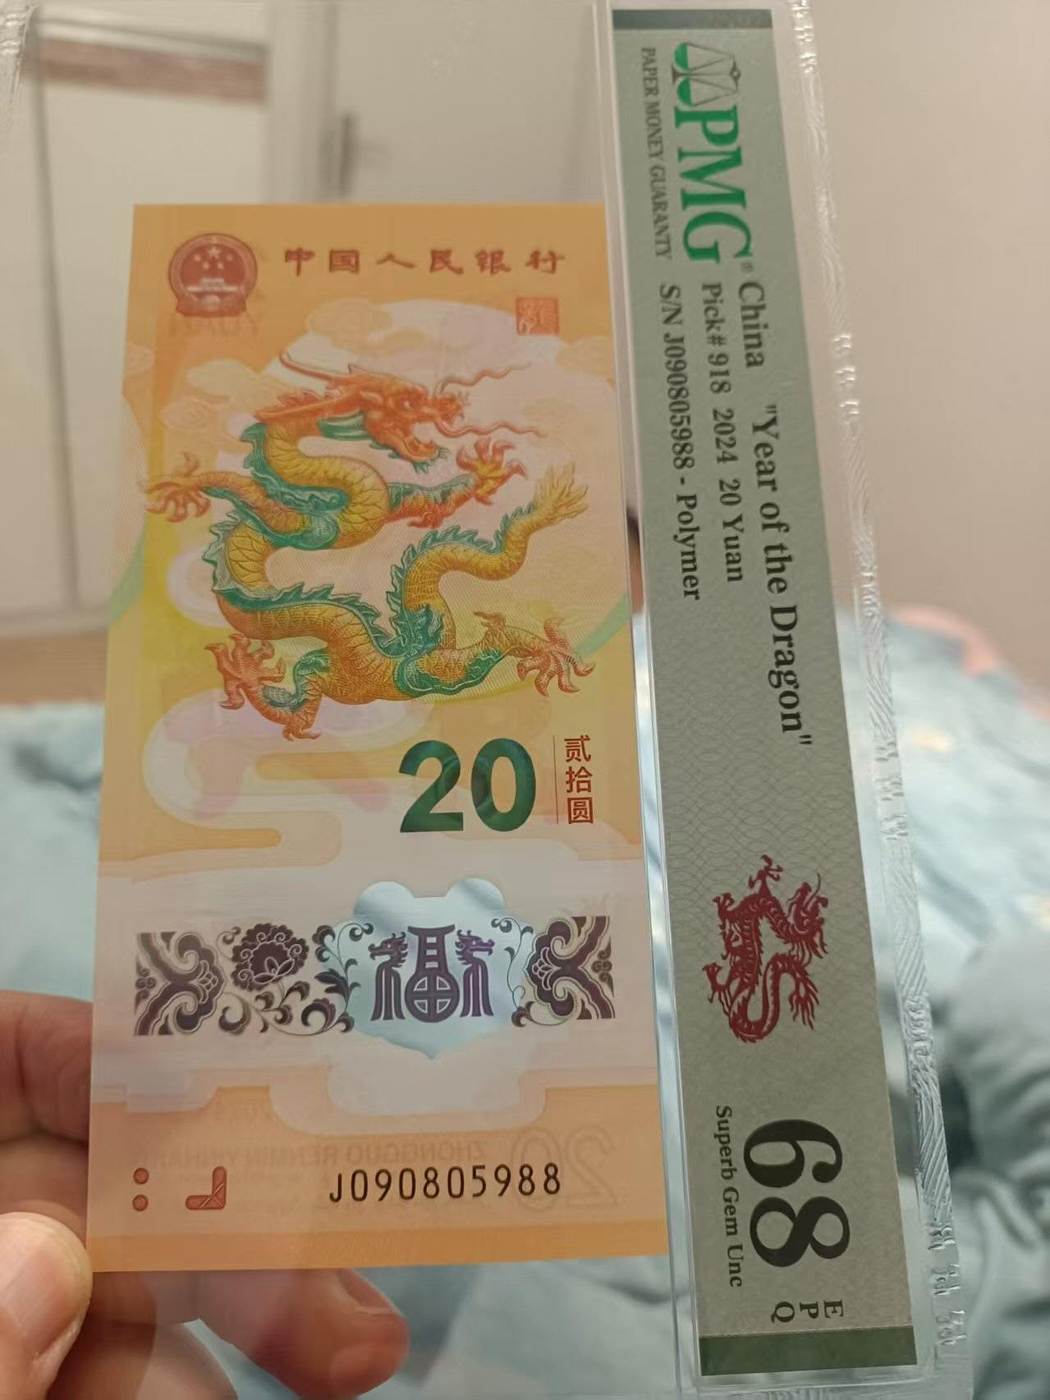 中国人民银行
20
贰拾圆
福
J090805988
PMG
PAPER MONEY GUARANTY
China "Year of the Dragon"
Pick# 918 2024 20 Yuan
S/N J090805988 - Polymer
68
EPQ
Superb Gem Unc